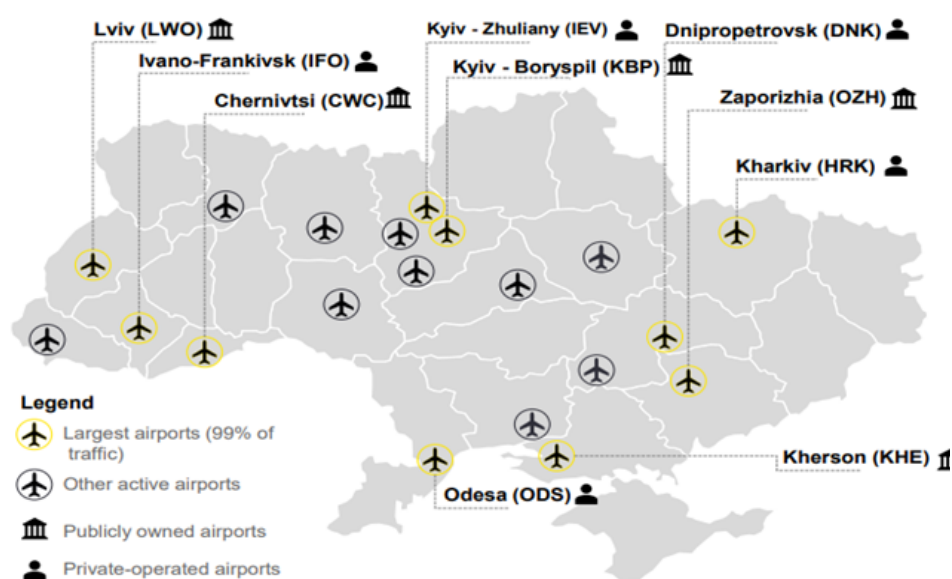 Lviv (LWO)
Ivano-Frankivsk (IFO)
Chernivtsi (CWC)
Kyiv - Zhuliany (IEV)
Kyiv - Boryspil (KBP)
Dnipropetrovsk (DNK)
Zaporizhia (OZH)
Kharkiv (HRK)
Kherson (KHE)
Odesa (ODS)
Legend
Largest airports (99% of
traffic)
Other active airports
Publicly owned airports
Private-operated airports